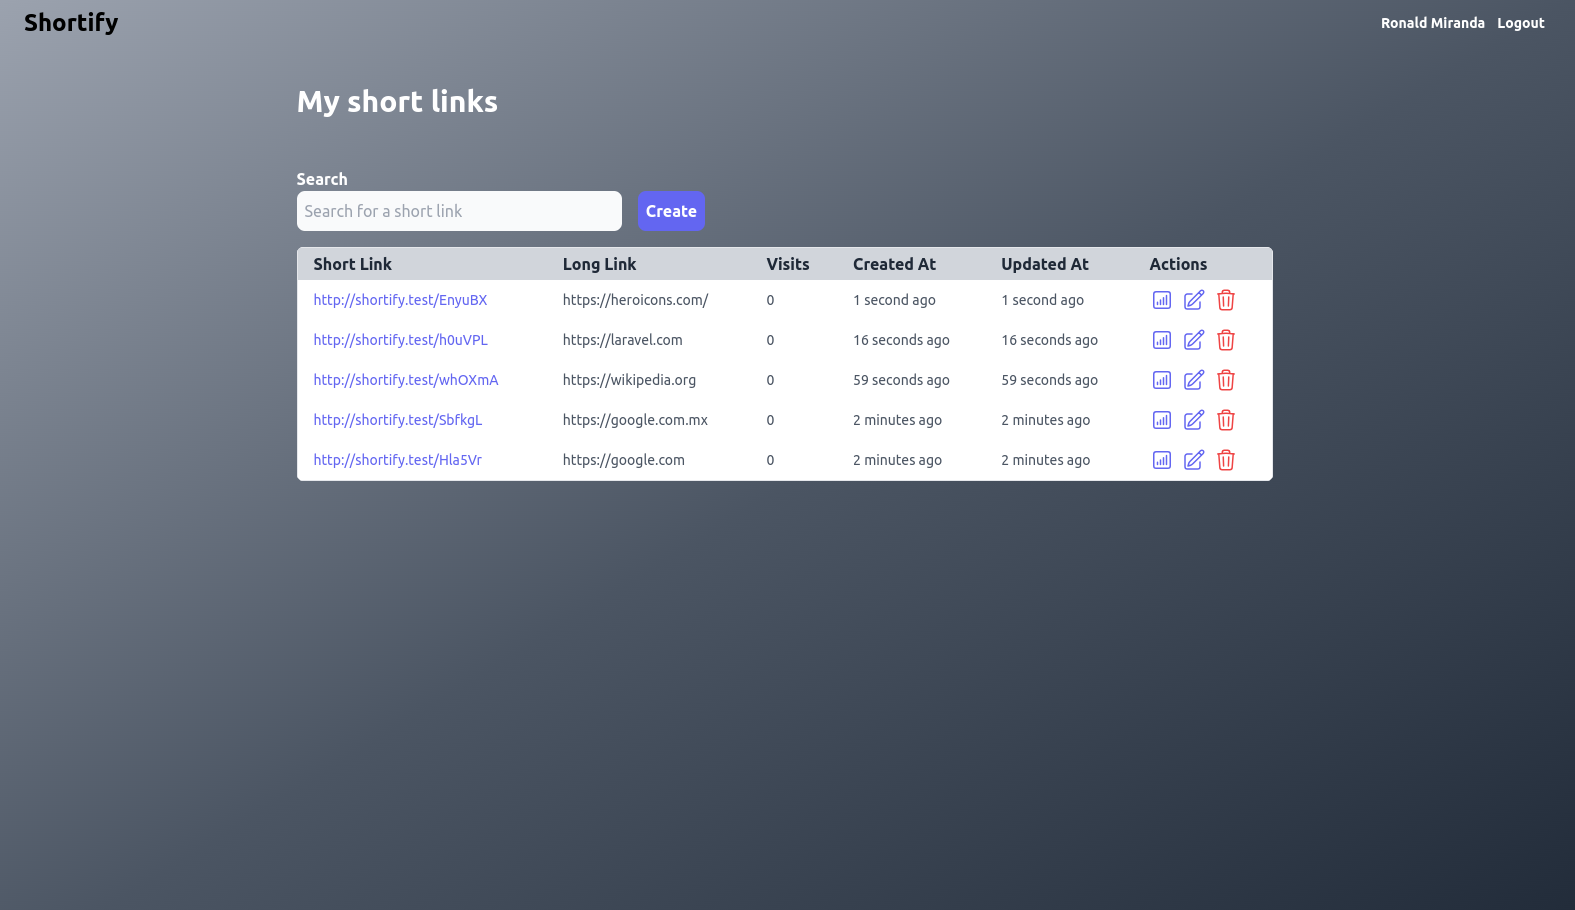 Shortify
Ronald Miranda Logout
My short links
Search
Search for a short link
Create
Short Link Long Link Visits Created At Updated At Actions
http://shortify.test/EnyuBX https://heroicons.com/ 0 1 second ago 1 second ago
http://shortify.test/h0uVPL https://laravel.com 0 16 seconds ago 16 seconds ago
http://shortify.test/whOXmA https://wikipedia.org 0 59 seconds ago 59 seconds ago
http://shortify.test/SbfkgL https://google.com.mx 0 2 minutes ago 2 minutes ago
http://shortify.test/Hla5Vr https://google.com 0 2 minutes ago 2 minutes ago